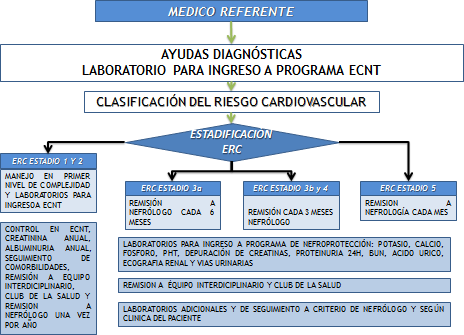 MEDICO REFERENTE
AYUDAS DIAGNÓSTICAS
LABORATORIO PARA INGRESO A PROGRAMA ECNT
CLASIFICACIÓN DEL RIESGO CARDIOVASCULAR
ESTADIFICACIÓN
ERC
ERC ESTADIO 1 Y 2
MANEJO EN PRIMER
NIVEL DE COMPLEJIDAD
Y LABORATORIOS PARA
INGRESOA ECNT
ERC ESTADIO 3a
REMISIÓN A
NEFRÓLOGO CADA 6
MESES
ERC ESTADIO 3b y 4
REMISIÓN CADA 3 MESES
NEFRÓLOGO
ERC ESTADIO 5
REMISIÓN A
NEFROLOGÍA CADA MES
CONTROL EN ECNT,
CREATININA ANUAL,
ALBUMINURIA ANUAL,
SEGUIMIENTO DE
COMORBILIDADES,
REMISIÓN A EQUIPO
INTERDICIPLINARIO,
CLUB DE LA SALUD Y
REMISION A
NEFRÓLOGO UNA VEZ
POR AÑO
LABORATORIOS PARA INGRESO A PROGRAMA DE NEFROPROTECCIÓN: POTASIO, CALCIO,
FOSFORO, PHT, DEPURACIÓN DE CREATINAS, PROTEINURIA 24H, BUN, ACIDO URICO,
ECOGRAFIA RENAL Y VIAS URINARIAS
REMISION A ÉQUIPO INTERDICIPLINARIO Y CLUB DE LA SALUD
LABORATORIOS ADICIONALES Y DE SEGUIMIENTO A CRITERIO DE NEFRÓLOGO Y SEGÚN
CLINICA DEL PACIENTE